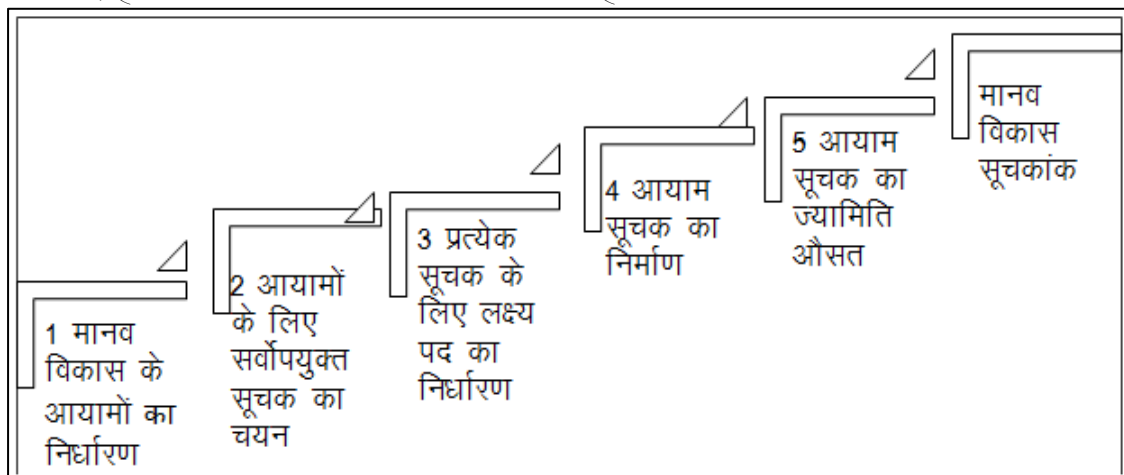 1 मानव
विकास के
आयामों का
निर्धारण
2 आयामों
के लिए
सर्वोपयुक्त
सूचक का
चयन
3 प्रत्येक
सूचक के
लिए लक्ष्य
पद का
निर्धारण
4 आयाम
सूचक का
निर्माण
5 आयाम
सूचक का
ज्यामिति
औसत
मानव
विकास
सूचकांक